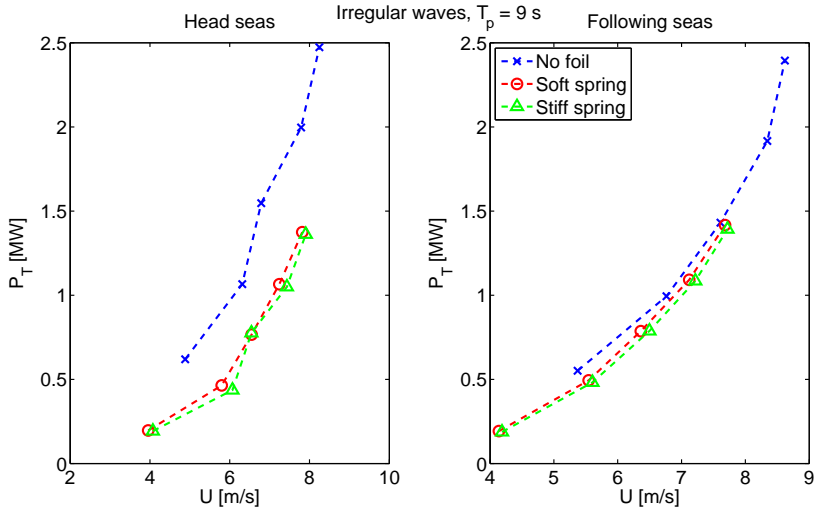 Irregular waves, T_p = 9 s
Head seas
P_T [MW]
3
2.5
2
1.5
1
0.5
0
2 4 6 8 10
U [m/s]
Following seas
No foil
Soft spring
Stiff spring
P_T [MW]
3
2.5
2
1.5
1
0.5
0
4 5 6 7 8 9
U [m/s]